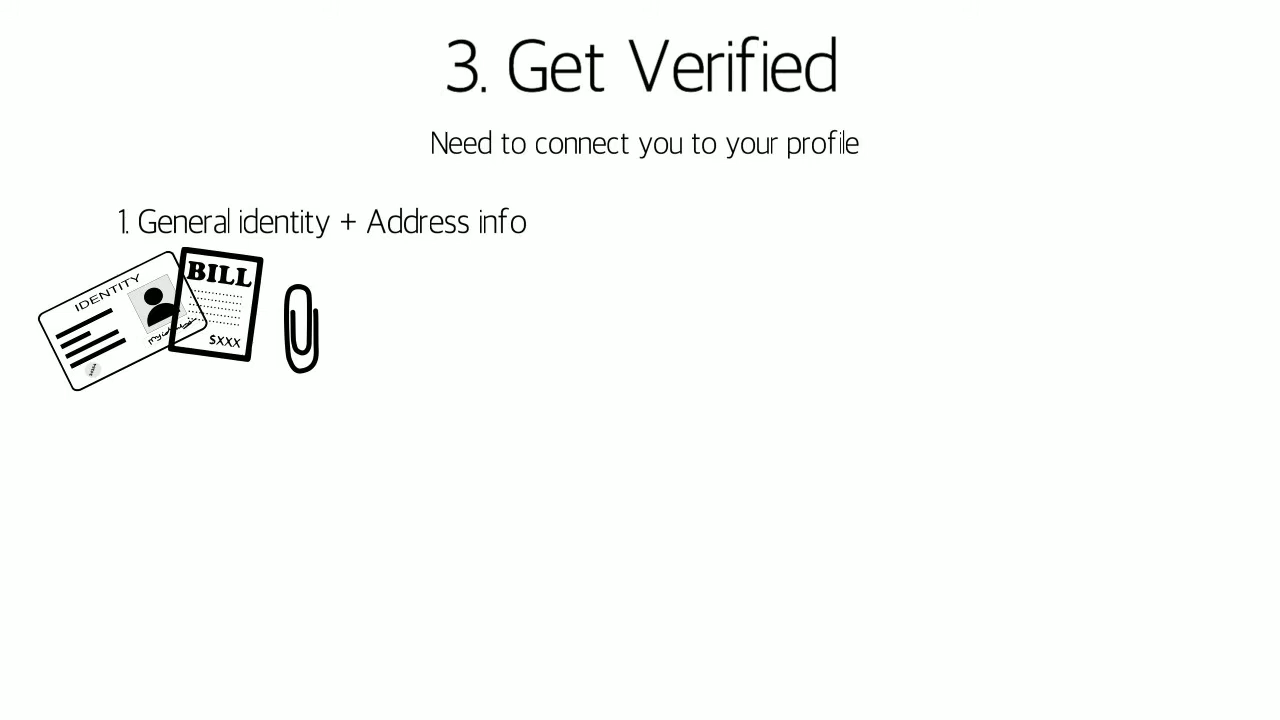 3. Get Verified
Need to connect you to your profile
1. General identity + Address info
IDENTITY
BILL
$XXX